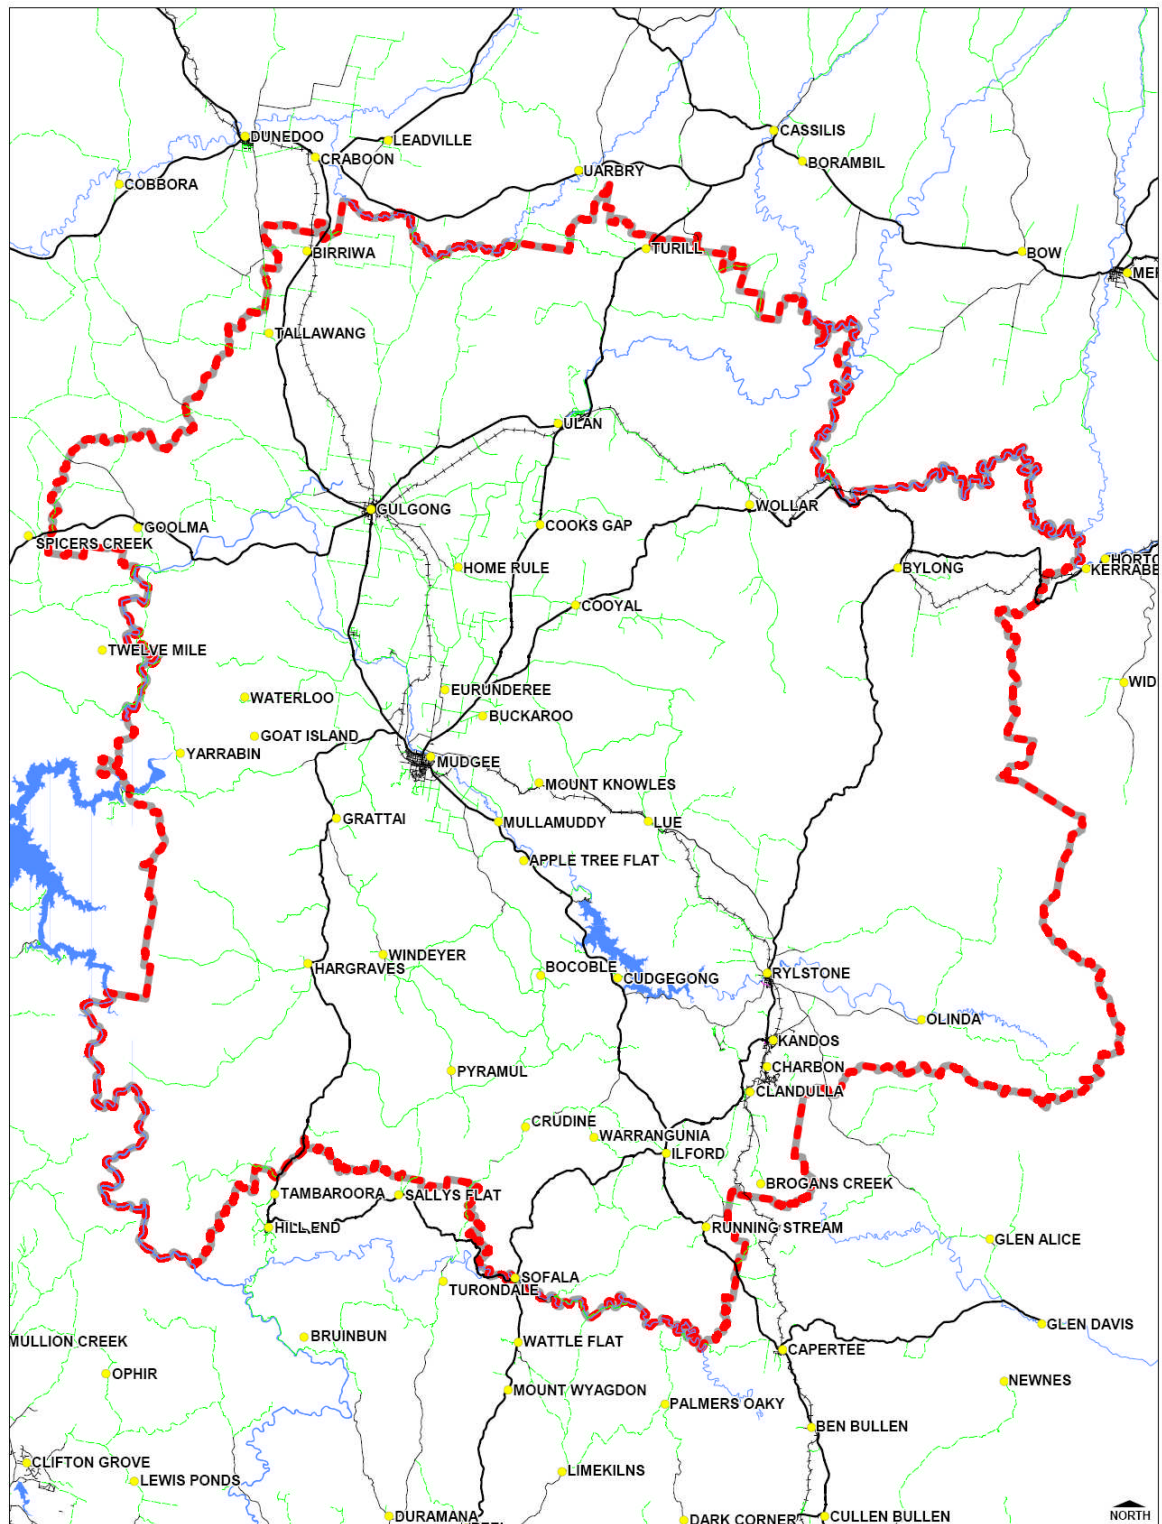 DUNEDOO
CASSILIS
LEADVILLE
CRABOON
BORAMBIL
UARBRY
COBBORA
TURILL
BIRRIWA
BOW
MER
TALLAWANG
ULAN
WOLLAR
GULGONG
COOKS GAP
GOOLMA
SPICERS CREEK
HORTO
HOME RULE
BYLONG
KERRABE
COOYAL
TWELVE MILE
WID
EURUNDEREE
WATERLOO
BUCKAROO
GOAT ISLAND
YARRABIN
MUDGEE
MOUNT KNOWLES
GRATTAI
MULLAMUDDY
LUE
APPLE TREE FLAT
WINDEYER
HARGRAVES
BOCOBLE
RYLSTONE
CUDGEGONG
OLINDA
KANDOS
CHARBON
PYRAMUL
CLANDULLA
CRUDINE
WARRANGUNIA
ILFORD
BROGANS CREEK
TAMBAROORA
SALLYS FLAT
HILL END
RUNNING STREAM
GLEN ALICE
SOFALA
TURONDALE
GLEN DAVIS
BRUINBUN
MULLION CREEK
WATTLE FLAT
CAPERTEE
OPHIR
NEWNES
MOUNT WYAGDON
PALMERS OAKY
BEN BULLEN
CLIFTON GROVE
LIMEKILNS
LEWIS PONDS
NORTH
DURAMANA
DARK CORNER
CULLEN BULLEN